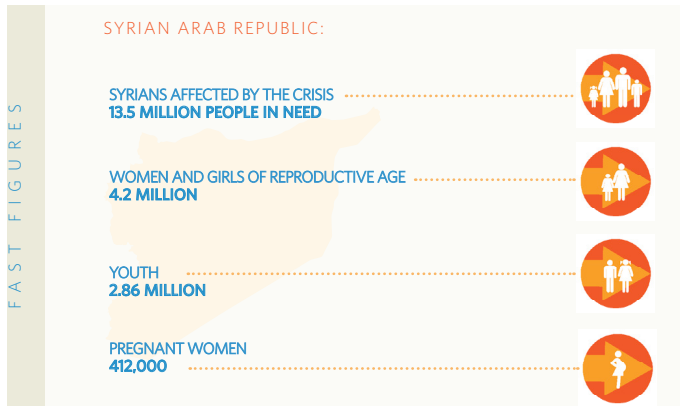 FAST FIGURES
SYRIAN ARAB REPUBLIC:
SYRIANS AFFECTED BY THE CRISIS
13.5 MILLION PEOPLE IN NEED
WOMEN AND GIRLS OF REPRODUCTIVE AGE
4.2 MILLION
YOUTH
2.86 MILLION
PREGNANT WOMEN
412,000